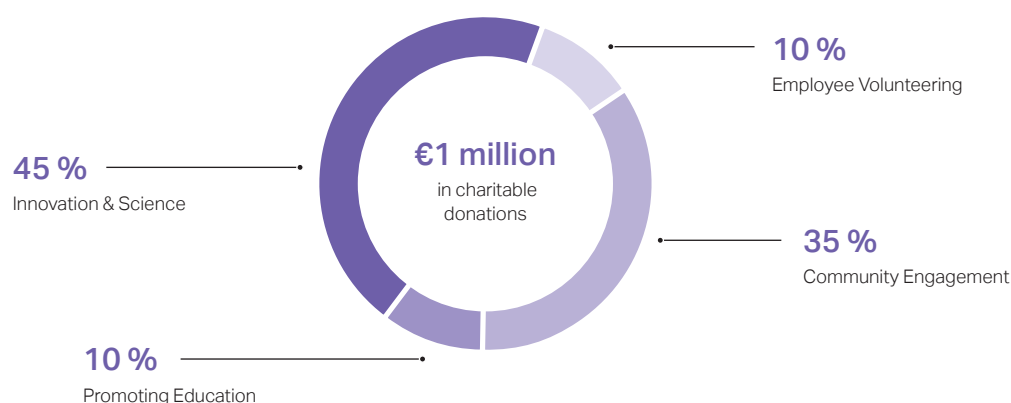 10 %
Employee Volunteering
€1 million
in charitable
donations
45 %
Innovation & Science
35 %
Community Engagement
10 %
Promoting Education